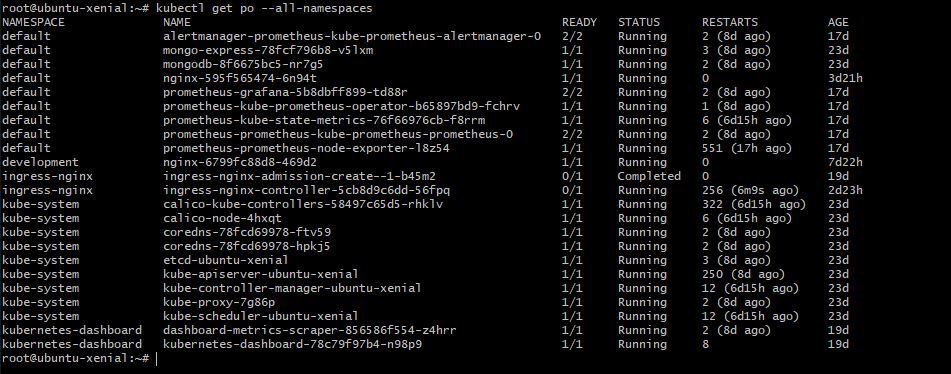 root@ubuntu-xenial:~# kubectl get po --all-namespaces
NAMESPACE NAME READY STATUS RESTARTS AGE
default alertmanager-prometheus-kube-prometheus-alertmanager-0 2/2 Running 2 (8d ago) 17d
default mongo-express-78fcf796b8-v5lxm 1/1 Running 3 (8d ago) 23d
default mongodb-8f6675bc5-nr7g5 1/1 Running 2 (8d ago) 23d
default nginx-595f565474-6n94t 1/1 Running 0 3d21h
default prometheus-grafana-5b8dbff899-td88r 2/2 Running 2 (8d ago) 17d
default prometheus-kube-prometheus-operator-b65897bd9-fchrv 1/1 Running 1 (8d ago) 17d
default prometheus-kube-state-metrics-76f66976cb-f8rrm 1/1 Running 6 (6d15h ago) 17d
default prometheus-prometheus-kube-prometheus-prometheus-0 2/2 Running 2 (8d ago) 17d
default prometheus-prometheus-node-exporter-l8z54 1/1 Running 551 (17h ago) 17d
development nginx-6799fc88d8-469d2 1/1 Running 0 7d22h
ingress-nginx ingress-nginx-admission-create--1-b45m2 0/1 Completed 0 19d
ingress-nginx ingress-nginx-controller-5cb8d9c6dd-56fpq 0/1 Running 256 (6m9s ago) 2d23h
kube-system calico-kube-controllers-58497c65d5-rhklv 1/1 Running 322 (6d15h ago) 23d
kube-system calico-node-4hxqt 1/1 Running 6 (6d15h ago) 23d
kube-system coredns-78fcd69978-ftv59 1/1 Running 2 (8d ago) 23d
kube-system coredns-78fcd69978-hpkj5 1/1 Running 2 (8d ago) 23d
kube-system etcd-ubuntu-xenial 1/1 Running 3 (8d ago) 23d
kube-system kube-apiserver-ubuntu-xenial 1/1 Running 250 (8d ago) 23d
kube-system kube-controller-manager-ubuntu-xenial 1/1 Running 12 (6d15h ago) 23d
kube-system kube-proxy-7g86p 1/1 Running 2 (8d ago) 23d
kube-system kube-scheduler-ubuntu-xenial 1/1 Running 12 (6d15h ago) 23d
kubernetes-dashboard dashboard-metrics-scraper-856586f554-z4hrr 1/1 Running 2 (8d ago) 19d
kubernetes-dashboard kubernetes-dashboard-78c79f97b4-n98p9 1/1 Running 8 19d
root@ubuntu-xenial:~#